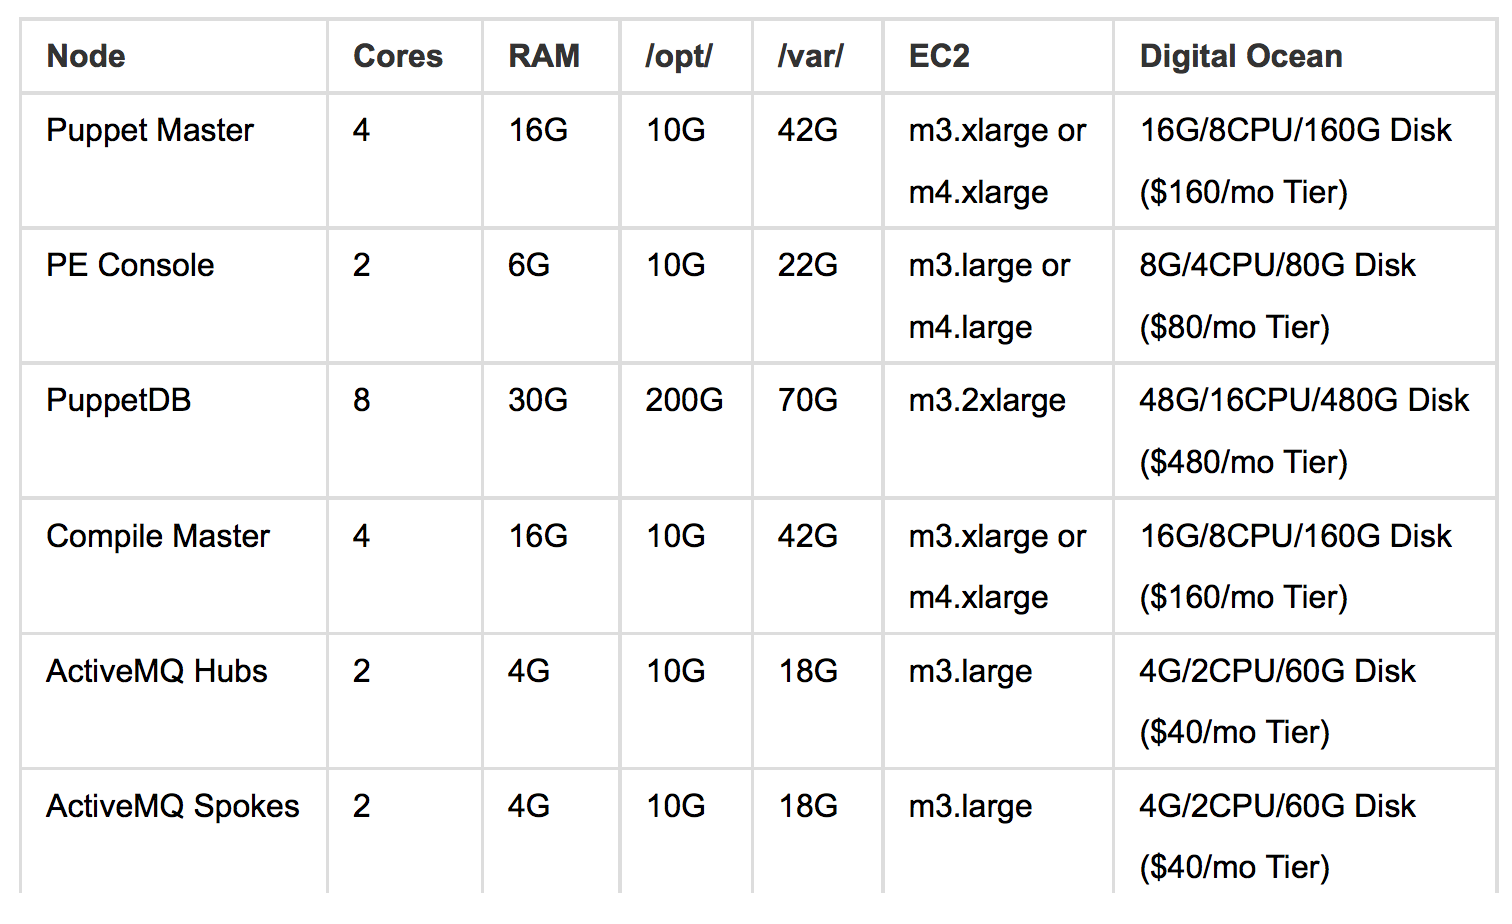 Node Cores RAM /opt/ /var/ EC2 Digital Ocean
Puppet Master 4 16G 10G 42G m3.xlarge or 16G/8CPU/160G Disk
m4.xlarge ($160/mo Tier)
PE Console 2 6G 10G 22G m3.large or 8G/4CPU/80G Disk
m4.large ($80/mo Tier)
PuppetDB 8 30G 200G 70G m3.2xlarge 48G/16CPU/480G Disk
($480/mo Tier)
Compile Master 4 16G 10G 42G m3.xlarge or 16G/8CPU/160G Disk
m4.xlarge ($160/mo Tier)
ActiveMQ Hubs 2 4G 10G 18G m3.large 4G/2CPU/60G Disk
($40/mo Tier)
ActiveMQ Spokes 2 4G 10G 18G m3.large 4G/2CPU/60G Disk
($40/mo Tier)